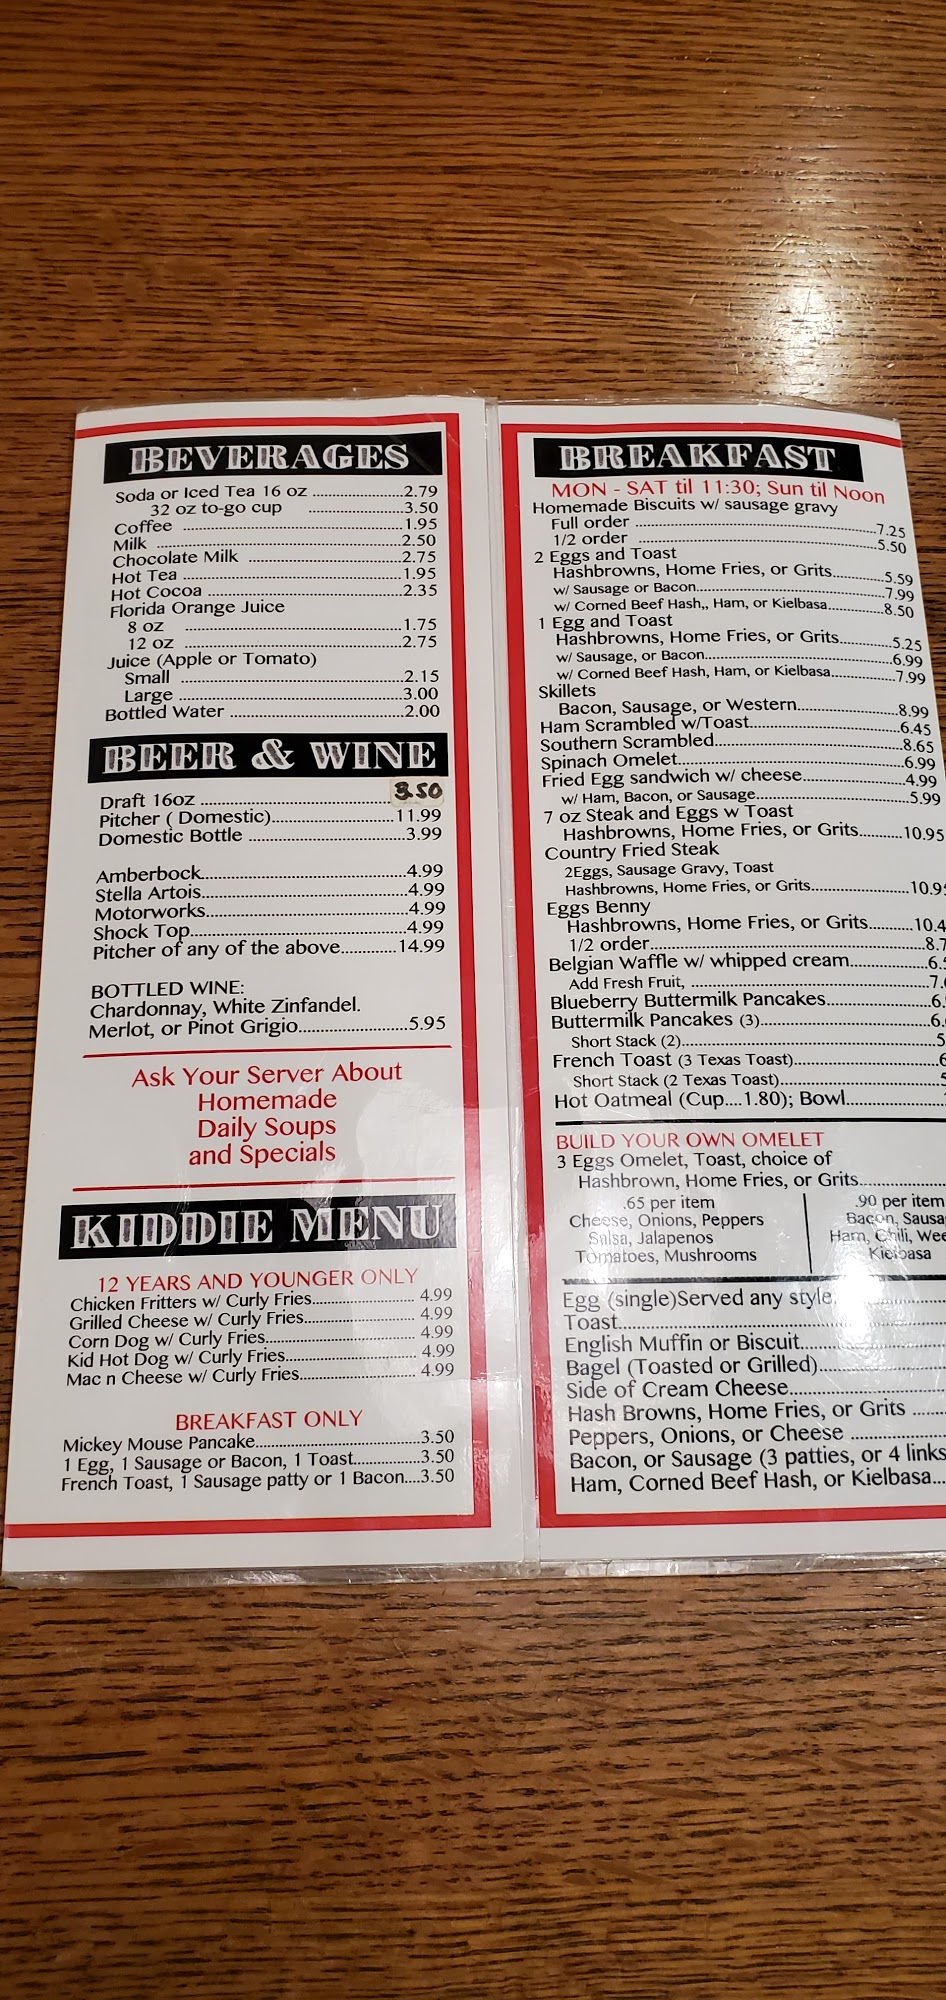 BEVERAGES
Soda or Iced Tea 16 oz ..................2.79
32 oz to-go cup ..................3.50
Coffee ..................1.95
Milk ..................2.50
Chocolate Milk ..................2.75
Hot Tea ..................1.95
Hot Cocoa ..................2.35
Florida Orange Juice
8 oz ..................1.75
12 oz ..................2.75
Juice (Apple or Tomato)
Small ..................2.15
Large ..................3.00
Bottled Water ..................2.00
BEER & WINE
Draft 16oz ..................3.50
Pitcher ( Domestic)..................11.99
Domestic Bottle ..................3.99
Amberbock..................4.99
Stella Artois..................4.99
Motorworks..................4.99
Shock Top..................4.99
Pitcher of any of the above............14.99
BOTTLED WINE:
Chardonnay, White Zinfandel.
Merlot, or Pinot Grigio..................5.95
Ask Your Server About
Homemade
Daily Soups
and Specials
KIDDIE MENU
12 YEARS AND YOUNGER ONLY
Chicken Fritters w/ Curly Fries.................. 4.99
Grilled Cheese w/ Curly Fries.................. 4.99
Corn Dog w/ Curly Fries.................. 4.99
Kid Hot Dog w/ Curly Fries.................. 4.99
Mac n Cheese w/ Curly Fries.................. 4.99
BREAKFAST ONLY
Mickey Mouse Pancake..................3.50
1 Egg, 1 Sausage or Bacon, 1 Toast............3.50
French Toast, 1 Sausage patty or 1 Bacon...3.50
BREAKFAST
MON - SAT til 11:30; Sun til Noon
Homemade Biscuits w/ sausage gravy
Full order ..................7.25
1/2 order ..................5.50
2 Eggs and Toast
Hashbrowns, Home Fries, or Grits............5.59
w/ Sausage or Bacon..................7.99
w/ Corned Beef Hash,, Ham, or Kielbasa............8.50
1 Egg and Toast
Hashbrowns, Home Fries, or Grits............5.25
w/ Sausage, or Bacon..................6.99
w/ Corned Beef Hash, Ham, or Kielbasa............7.99
Skillets
Bacon, Sausage, or Western..................8.99
Ham Scrambled w/Toast..................6.45
Southern Scrambled..................8.65
Spinach Omelet..................6.99
Fried Egg sandwich w/ cheese..................4.99
w/ Ham, Bacon, or Sausage..................5.99
7 oz Steak and Eggs w Toast
Hashbrowns, Home Fries, or Grits..........10.95
Country Fried Steak
2Eggs, Sausage Gravy, Toast
Hashbrowns, Home Fries, or Grits..................10.9
Eggs Benny
Hashbrowns, Home Fries, or Grits..........10.4
1/2 order..................8.7
Belgian Waffle w/ whipped cream............6.
Add Fresh Fruit, ..................7.
Blueberry Buttermilk Pancakes..................6.
Buttermilk Pancakes (3)..................6.
Short Stack (2)..................5
French Toast (3 Texas Toast)..................6
Short Stack (2 Texas Toast)..................
Hot Oatmeal (Cup....1.80); Bowl..................
BUILD YOUR OWN OMELET
3 Eggs Omelet, Toast, choice of
Hashbrown, Home Fries, or Grits..................
.65 per item
Cheese, Onions, Peppers
Salsa, Jalapenos
Tomatoes, Mushrooms
.90 per item
Bacon, Sausa
Ham, Chili, Wee
Kielbasa
Egg (single)Served any style..................
Toast..................
English Muffin or Biscuit..................
Bagel (Toasted or Grilled)..................
Side of Cream Cheese..................
Hash Browns, Home Fries, or Grits ........
Peppers, Onions, or Cheese ..................
Bacon, or Sausage (3 patties, or 4 links
Ham, Corned Beef Hash, or Kielbasa...